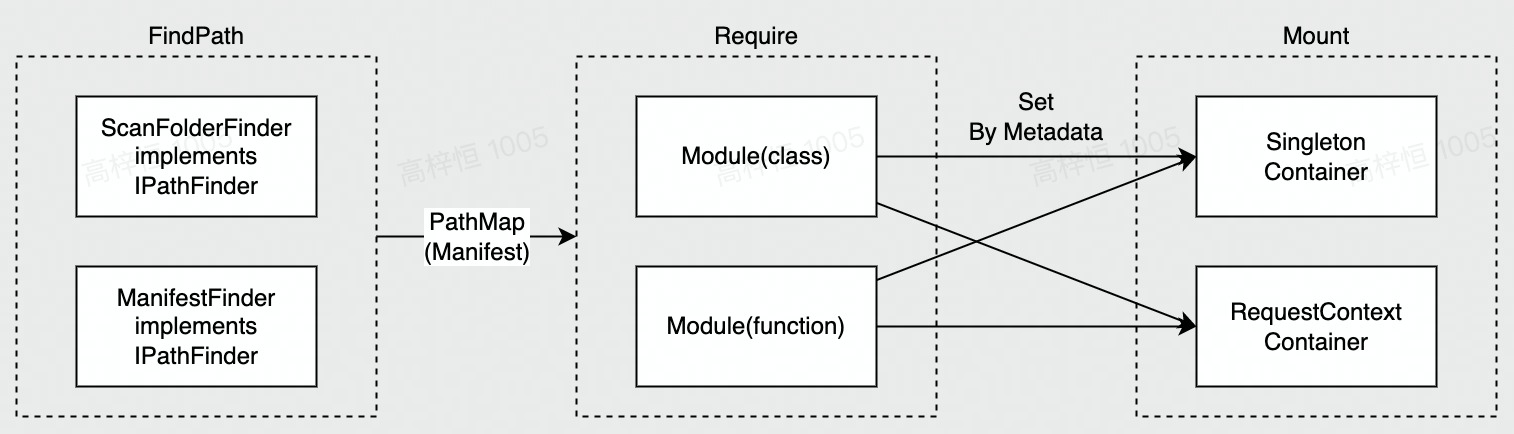 FindPath
ScanFolderFinder
implements
IPathFinder
ManifestFinder
implements
IPathFinder
PathMap
(Manifest)
Require
Module(class)
Module(function)
Set
By Metadata
Mount
Singleton
Container
RequestContext
Container
高梓恒 1005
高梓恒 1005
高梓恒 1005
高梓恒 1005
高梓恒 1005